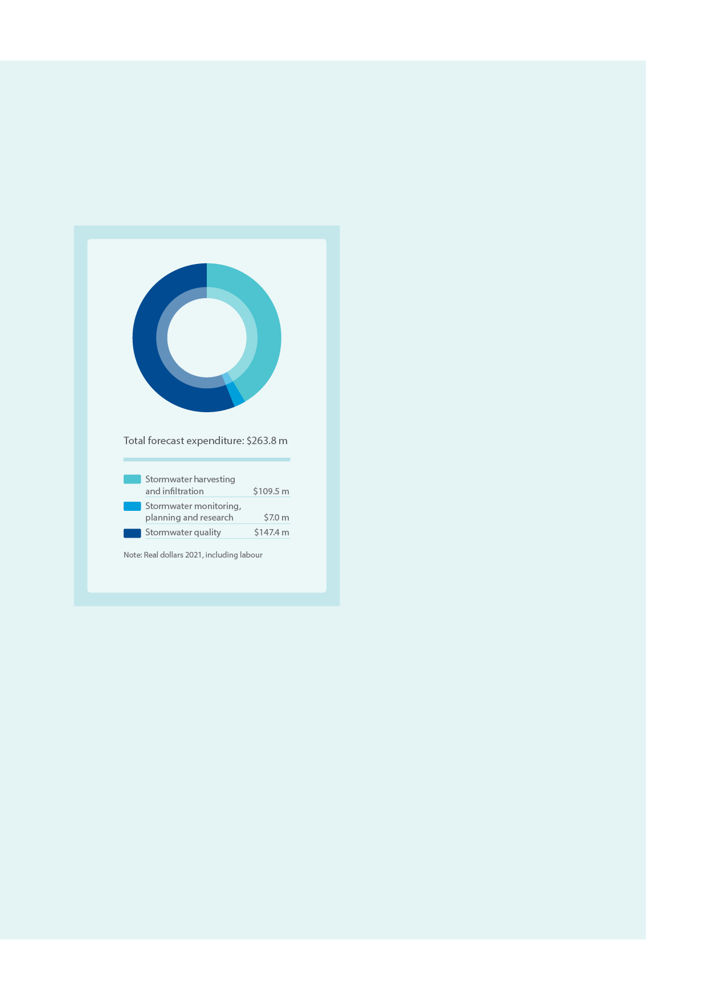 Total forecast expenditure: $263.8 m
Stormwater harvesting
and infiltration $109.5 m
Stormwater monitoring,
planning and research $7.0 m
Stormwater quality $147.4 m
Note: Real dollars 2021, including labour